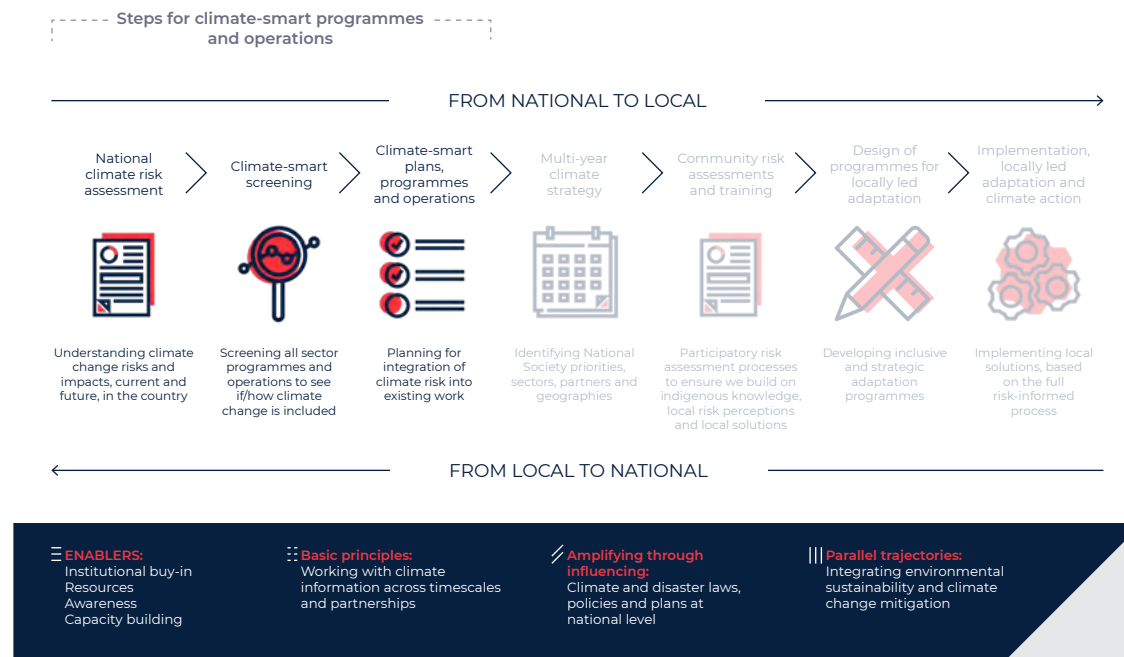 Steps for climate-smart programmes
and operations
FROM NATIONAL TO LOCAL
National
climate risk
assessment
Climate-smart
screening
Climate-smart
plans,
programmes
and operations
Multi-year
climate
strategy
Community risk
assessments
and training
Design of
programmes for
locally led
adaptation
Implementation,
locally led
adaptation and
climate action
Understanding climate
change risks and
impacts, current and
future, in the country
Screening all sector
programmes and
operations to see
if/how climate
change is included
Planning for
integration of
climate risk into
existing work
Identifying National
Society priorities,
sectors, partners and
geographies
Participatory risk
assessment processes
to ensure we build on
indigenous knowledge,
local risk perceptions
and local solutions
Developing inclusive
and strategic
adaptation
programmes
Implementing local
solutions, based
on the full
risk-informed
process
FROM LOCAL TO NATIONAL
ENABLERS:
Institutional buy-in
Resources
Awareness
Capacity building
Basic principles:
Working with climate
information across timescales
and partnerships
Amplifying through
influencing:
Climate and disaster laws,
policies and plans at
national level
Parallel trajectories:
Integrating environmental
sustainability and climate
change mitigation